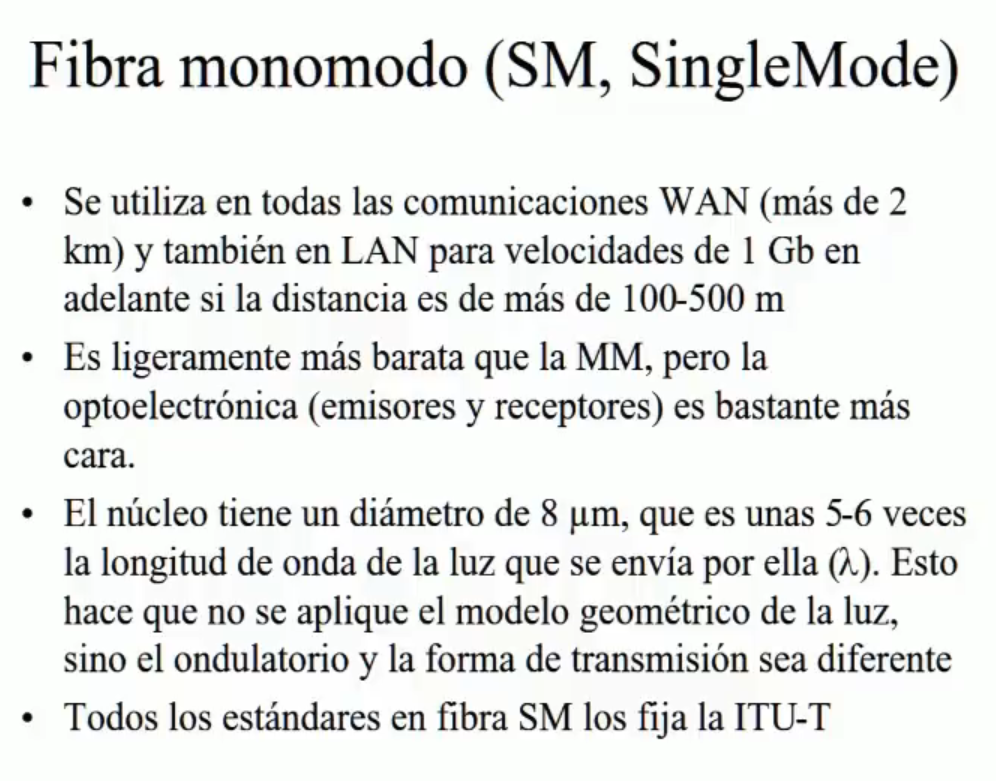 Fibra monomodo (SM, SingleMode)
• Se utiliza en todas las comunicaciones WAN (más de 2
km) y también en LAN para velocidades de 1 Gb en
adelante si la distancia es de más de 100-500 m
• Es ligeramente más barata que la MM, pero la
optoelectrónica (emisores y receptores) es bastante más
cara.
• El núcleo tiene un diámetro de 8 µm, que es unas 5-6 veces
la longitud de onda de la luz que se envía por ella (λ). Esto
hace que no se aplique el modelo geométrico de la luz,
sino el ondulatorio y la forma de transmisión sea diferente
• Todos los estándares en fibra SM los fija la ITU-T